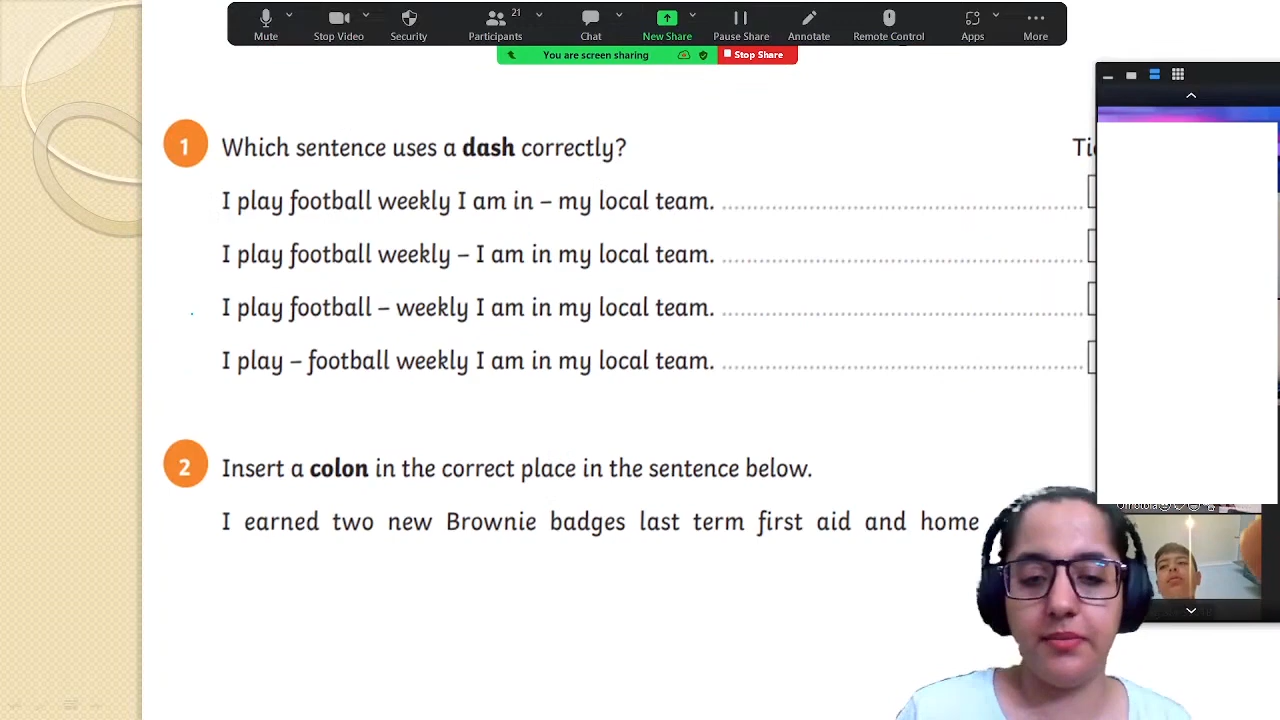 21
Mute Stop Video Security Participants Chat New Share Pause Share Annotate Remote Control Apps More
You are screen sharing Stop Share
1 Which sentence uses a dash correctly?
I play football weekly I am in – my local team.
I play football weekly – I am in my local team.
I play football – weekly I am in my local team.
I play – football weekly I am in my local team.
2 Insert a colon in the correct place in the sentence below.
I earned two new Brownie badges last term first aid and home